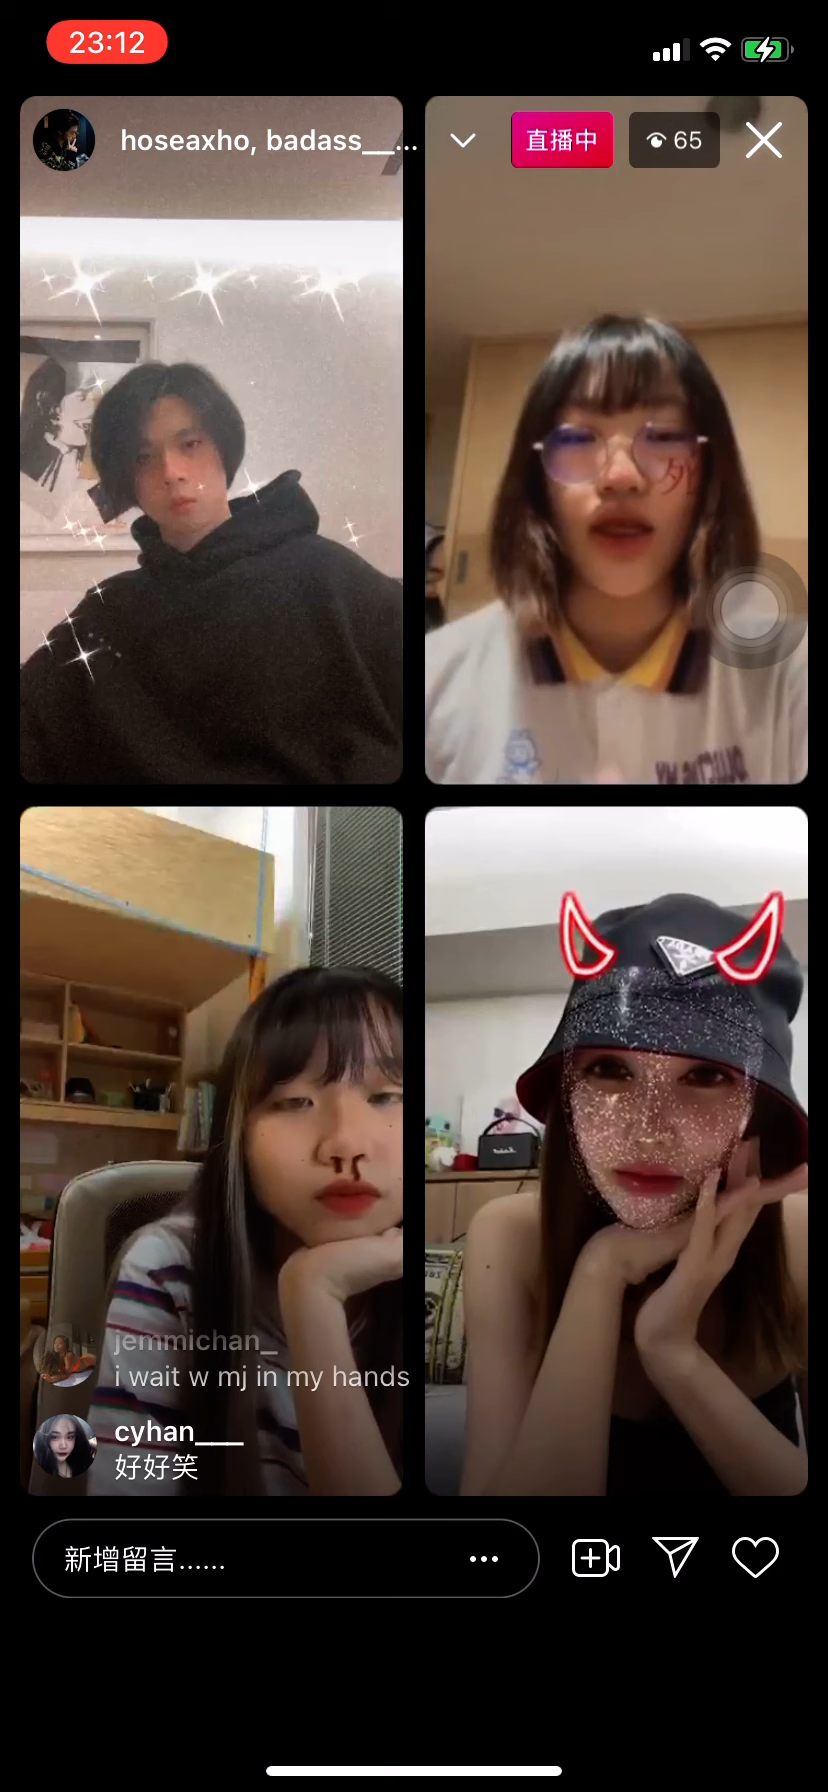 23:12
hoseaxho, badass___...
直播中
65
jemmichan_
i wait w mj in my hands
cyhan___
好好笑
新增留言......